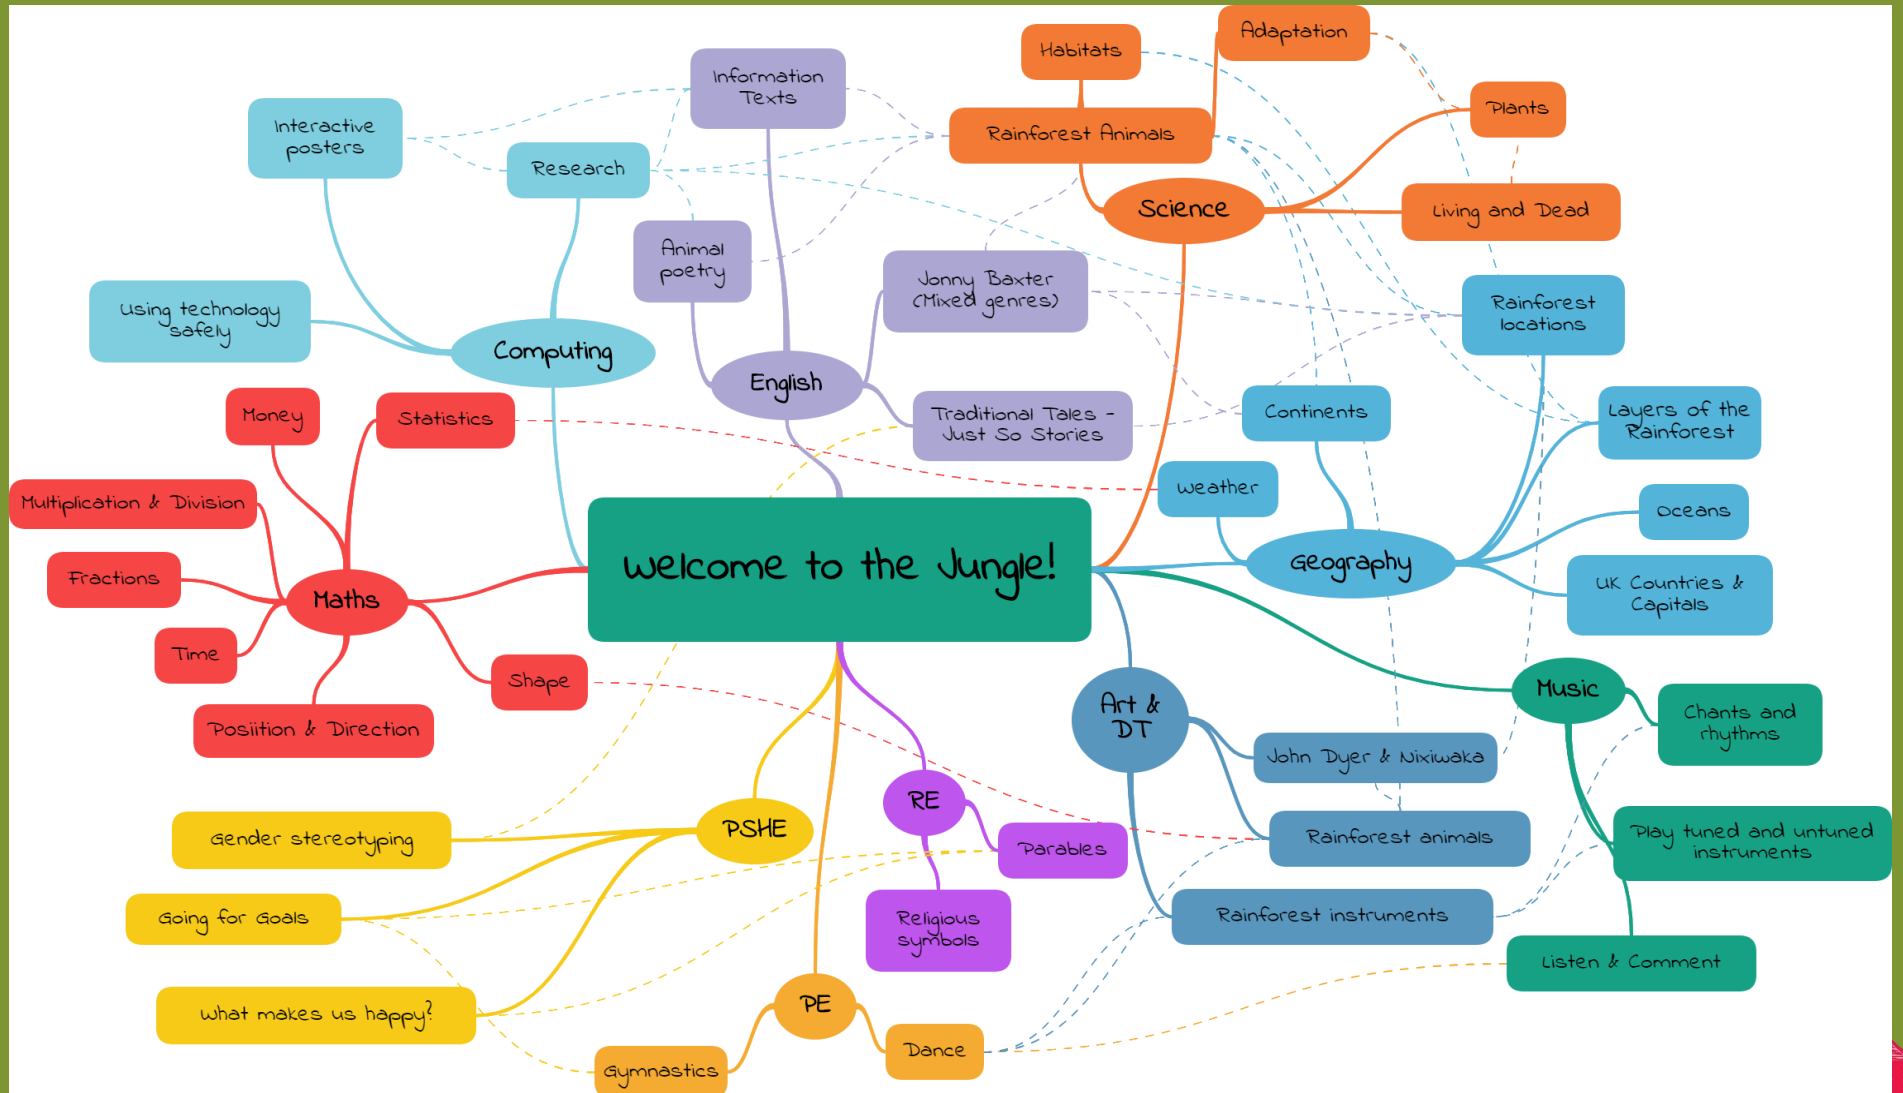 Adaptation
Habitats
Information
Texts
Plants
Interactive
posters
Rainforest Animals
Research
Science
Living and Dead
Animal
poetry
Jonny Baxter
(Mixed genres)
Rainforest
locations
Using technology
safely
Computing
English
Money
Statistics
Traditional Tales -
Just So Stories
Continents
Layers of the
Rainforest
Multiplication & Division
Weather
Oceans
Welcome to the Jungle!
Geography
Fractions
Maths
UK Countries &
Capitals
Time
Shape
Posiition & Direction
Art &
DT
Music
Chants and
rhythms
John Dyer & Nixiwaka
RE
PSHE
Gender stereotyping
Parables
Rainforest animals
Play tuned and untuned
instruments
Going for Goals
Religious
symbols
Rainforest instruments
Listen & Comment
What makes us happy?
PE
Dance
Gymnastics